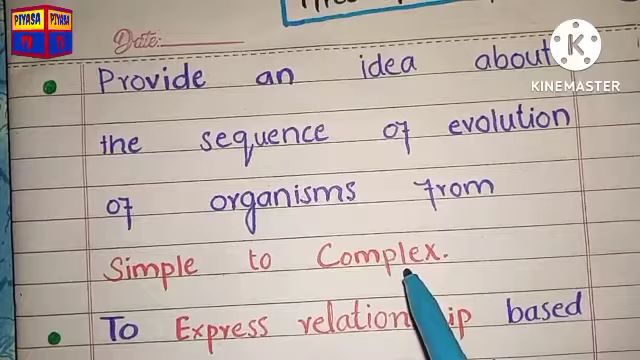 PIYASA PIYASA
KINEMASTER
Date:
Provide an idea about
the sequence of evolution
of organisms from
Simple to Complex.
To Express relationship based